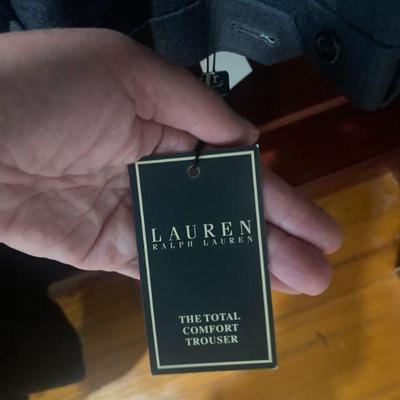 LAUREN
RALPH LAUREN
THE TOTAL
COMFORT
TROUSER